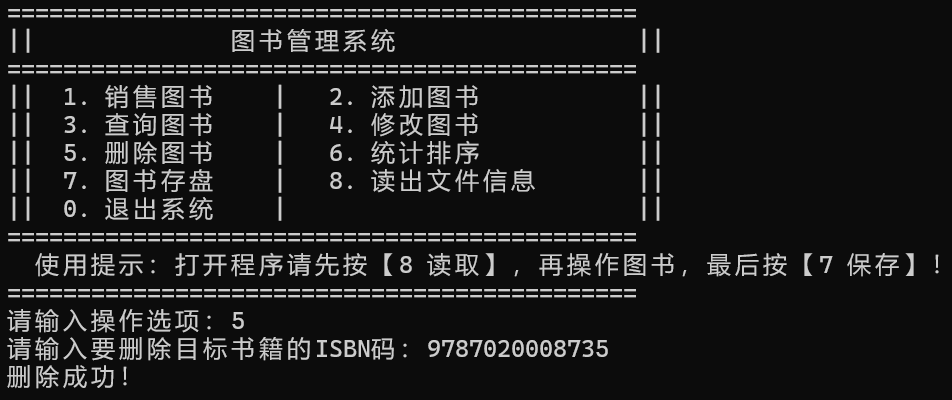 =============================================
||              图书管理系统                 ||
=============================================
||  1. 销售图书    |   2. 添加图书           ||
||  3. 查询图书    |   4. 修改图书           ||
||  5. 删除图书    |   6. 统计排序           ||
||  7. 图书存盘    |   8. 读出文件信息       ||
||  0. 退出系统    |                         ||
=============================================
  使用提示：打开程序请先按【8 读取】，再操作图书，最后按【7 保存】！
=============================================
请输入操作选项：5
请输入要删除目标书籍的ISBN码：9787020008735
删除成功！